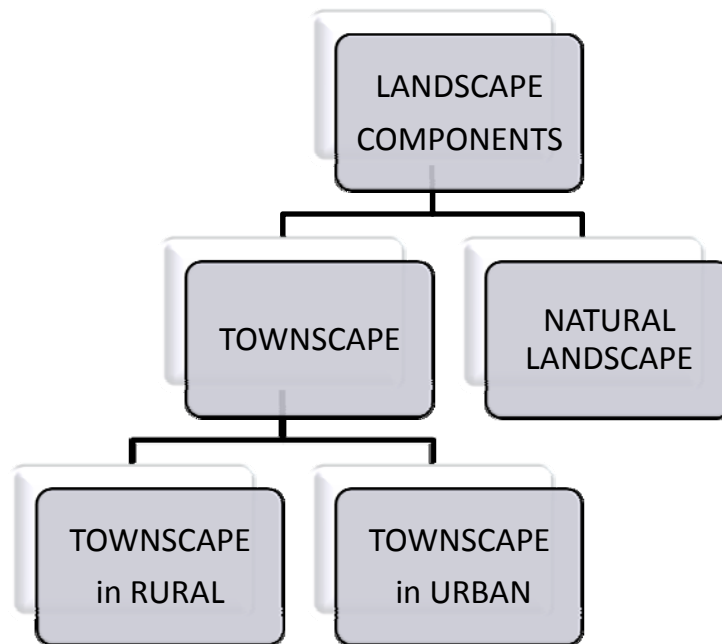 LANDSCAPE
COMPONENTS
TOWNSCAPE
NATURAL
LANDSCAPE
TOWNSCAPE
in RURAL
TOWNSCAPE
in URBAN